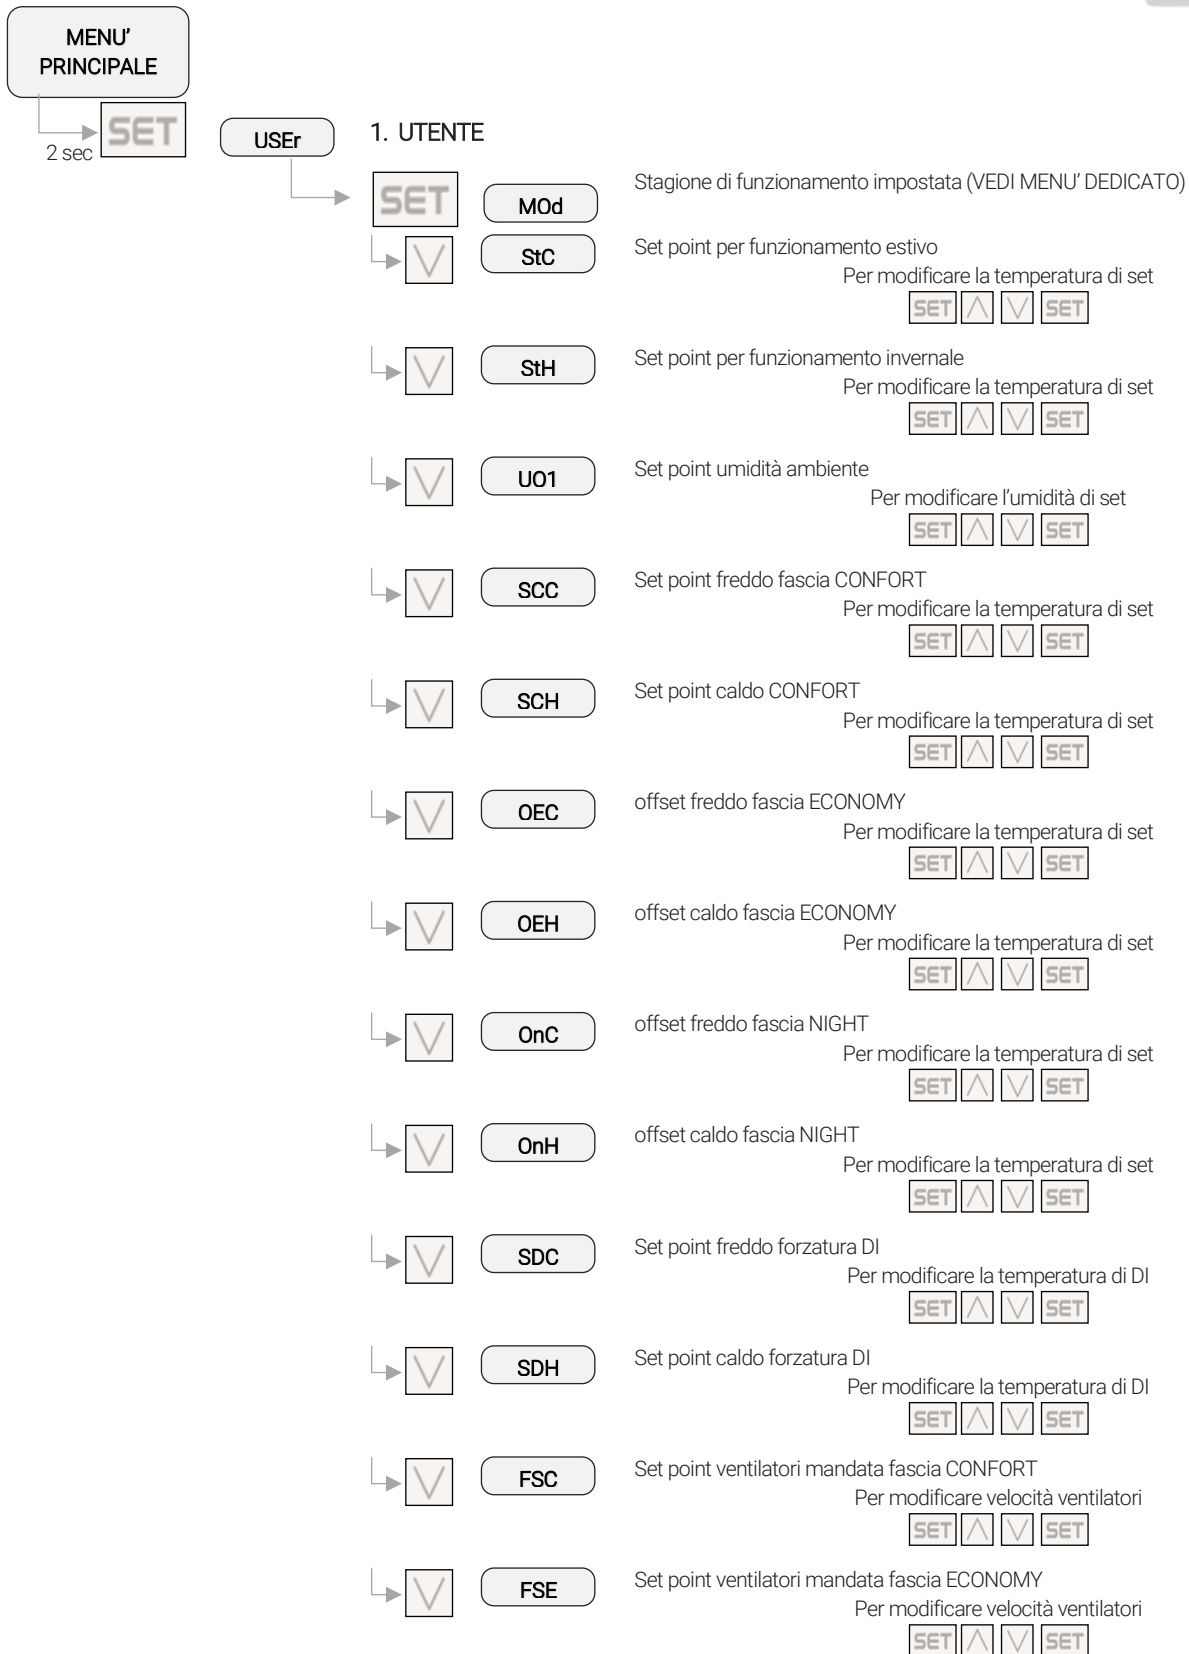 MENU'
PRINCIPALE
2 sec SET
USEr
1. UTENTE
SET
MOd
Stagione di funzionamento impostata (VEDI MENU' DEDICATO)
StC
Set point per funzionamento estivo
Per modificare la temperatura di set
SET SET
StH
Set point per funzionamento invernale
Per modificare la temperatura di set
SET SET
UO1
Set point umidità ambiente
Per modificare l'umidità di set
SET SET
SCC
Set point freddo fascia CONFORT
Per modificare la temperatura di set
SET SET
SCH
Set point caldo CONFORT
Per modificare la temperatura di set
SET SET
OEC
offset freddo fascia ECONOMY
Per modificare la temperatura di set
SET SET
OEH
offset caldo fascia ECONOMY
Per modificare la temperatura di set
SET SET
OnC
offset freddo fascia NIGHT
Per modificare la temperatura di set
SET SET
OnH
offset caldo fascia NIGHT
Per modificare la temperatura di set
SET SET
SDC
Set point freddo forzatura DI
Per modificare la temperatura di DI
SET SET
SDH
Set point caldo forzatura DI
Per modificare la temperatura di DI
SET SET
FSC
Set point ventilatori mandata fascia CONFORT
Per modificare velocità ventilatori
SET SET
FSE
Set point ventilatori mandata fascia ECONOMY
Per modificare velocità ventilatori
SET SET